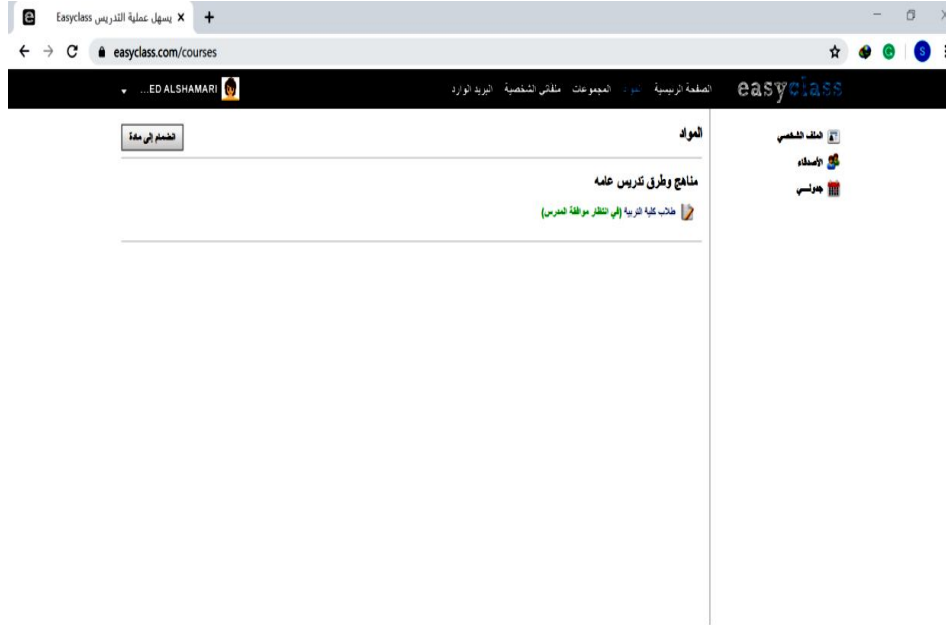 Easyclass يسهل عملية التدريس
easyclass.com/courses
easyclass
الصفحة الرئيسية المواد المجموعات ملفاتي الشخصية البريد الوارد
ED ALSHAMARI...
الملف الشخصي
الأصدقاء
جدولي
المواد
انضمام إلى مادة
مناهج وطرق تدريس عامه
طلاب كلية التربية (في انتظار موافقة المدرس)